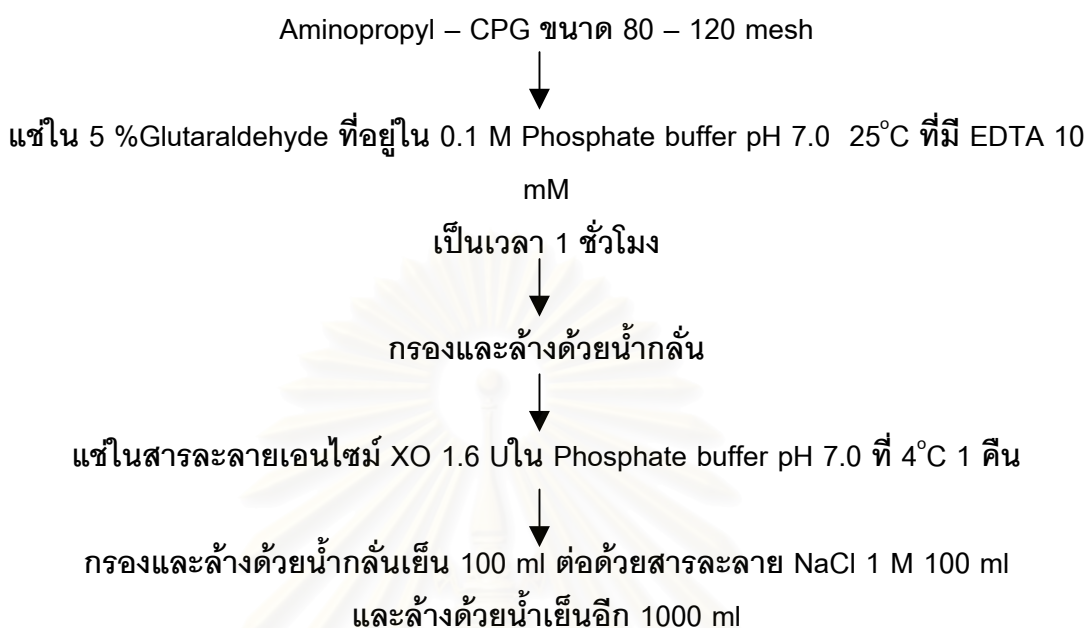 Aminopropyl – CPG ขนาด 80 – 120 mesh
แช่ใน 5 %Glutaraldehyde ที่อยู่ใน 0.1 M Phosphate buffer pH 7.0 25°C ที่มี EDTA 10
mM
เป็นเวลา 1 ชั่วโมง
กรองและล้างด้วยน้ำกลั่น
แช่ในสารละลายเอนไซม์ XO 1.6 Uใน Phosphate buffer pH 7.0 ที่ 4°C 1 คืน
กรองและล้างด้วยน้ำกลั่นเย็น 100 ml ต่อด้วยสารละลาย NaCl 1 M 100 ml
และล้างด้วยน้ำเย็นอีก 1000 ml